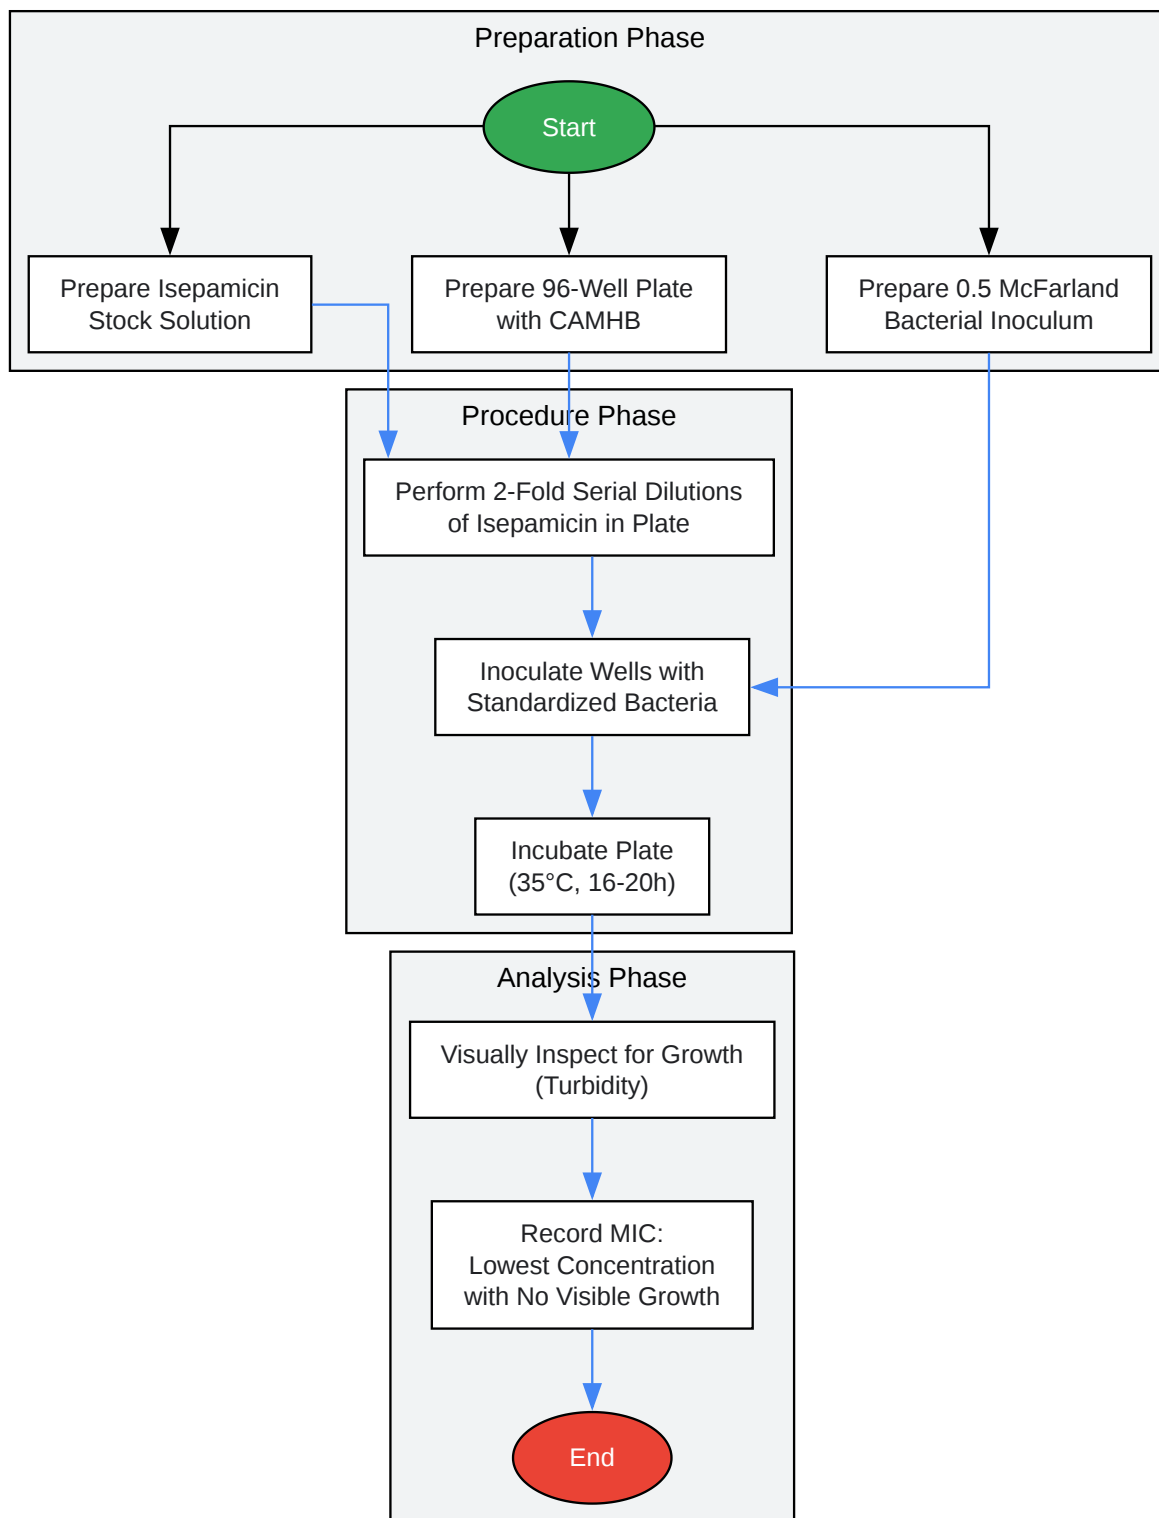 Preparation Phase
Start
Prepare Isepamicin
Stock Solution
Prepare 96-Well Plate
with CAMHB
Prepare 0.5 McFarland
Bacterial Inoculum
Procedure Phase
Perform 2-Fold Serial Dilutions
of Isepamicin in Plate
Inoculate Wells with
Standardized Bacteria
Incubate Plate
(35°C, 16-20h)
Analysis Phase
Visually Inspect for Growth
(Turbidity)
Record MIC:
Lowest Concentration
with No Visible Growth
End